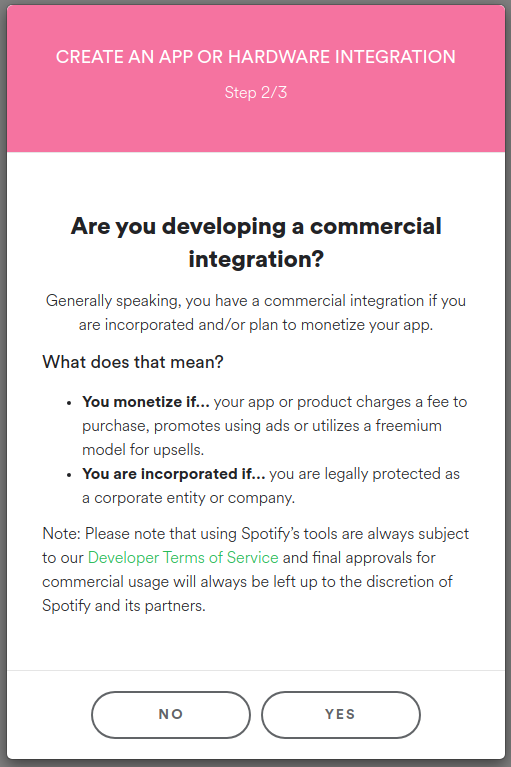 CREATE AN APP OR HARDWARE INTEGRATION
Step 2/3
Are you developing a commercial
integration?
Generally speaking, you have a commercial integration if you
are incorporated and/or plan to monetize your app.
What does that mean?
• You monetize if... your app or product charges a fee to
purchase, promotes using ads or utilizes a freemium
model for upsells.
• You are incorporated if... you are legally protected as
a corporate entity or company.
Note: Please note that using Spotify’s tools are always subject
to our Developer Terms of Service and final approvals for
commercial usage will always be left up to the discretion of
Spotify and its partners.
NO
YES